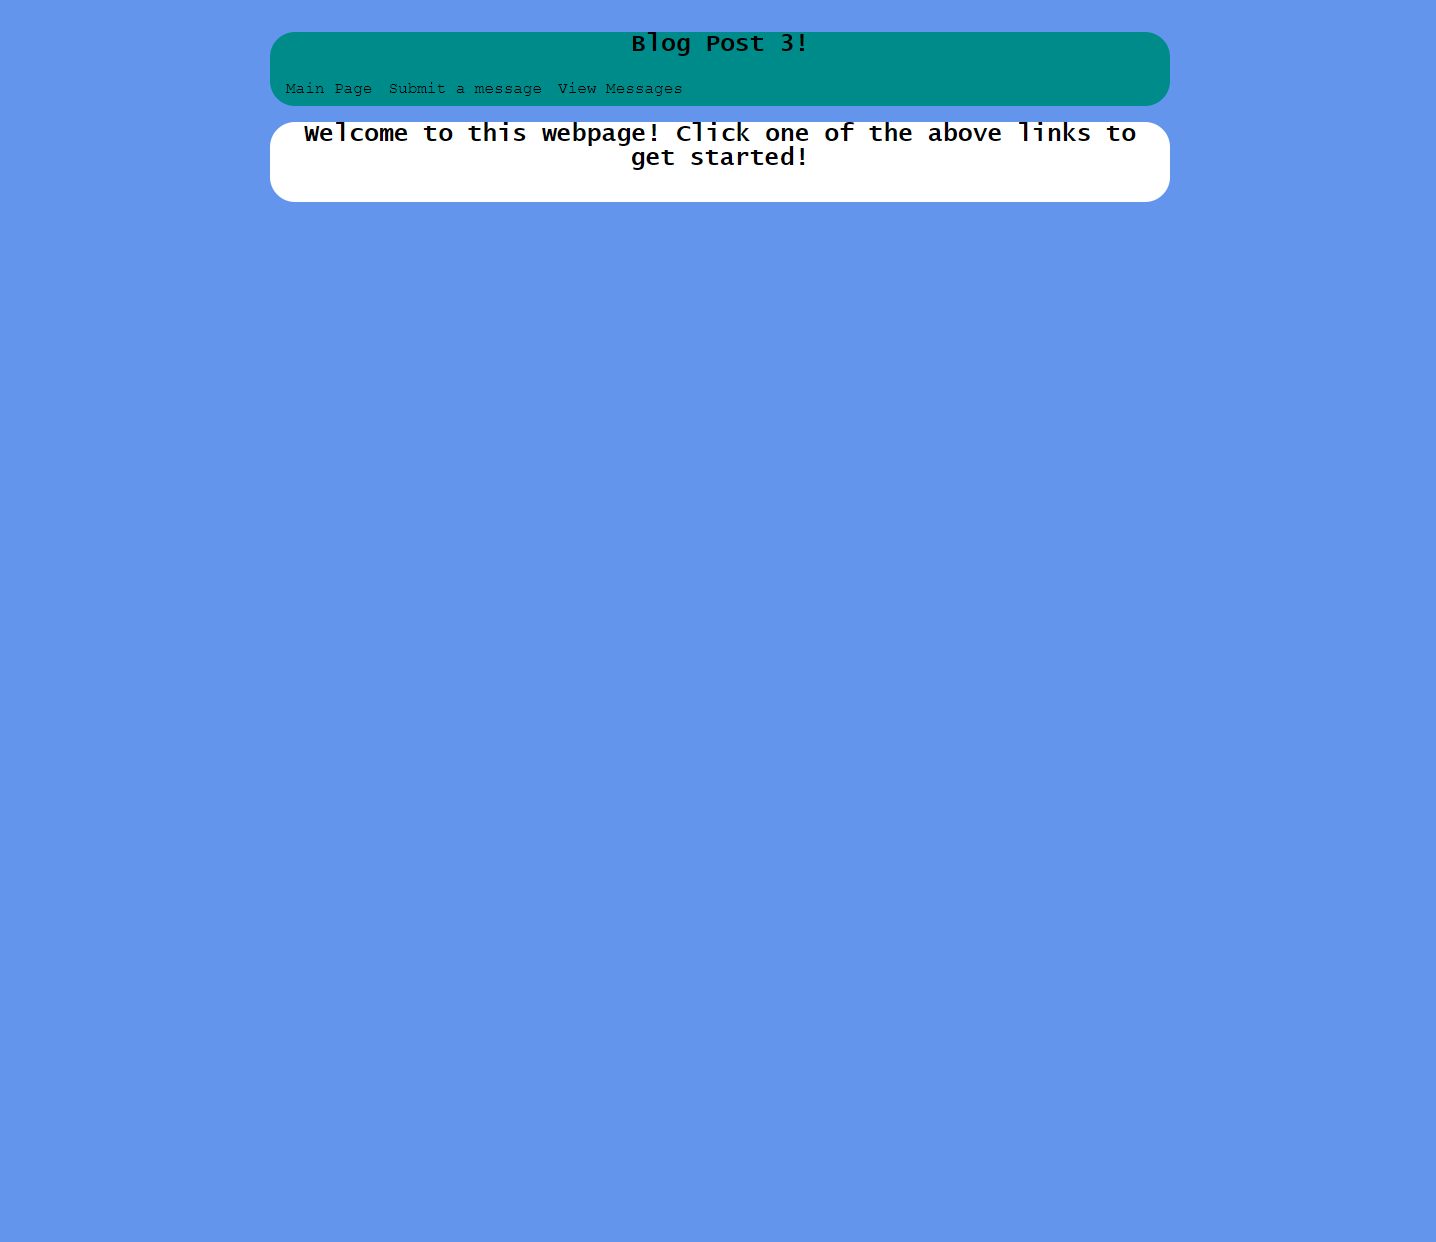 Blog Post 3!
Main Page Submit a message View Messages
Welcome to this webpage! Click one of the above links to
get started!